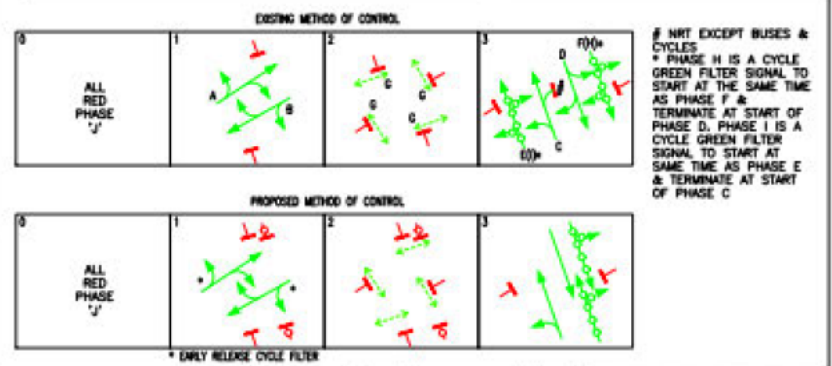 EXISTING METHOD OF CONTROL
0
1
2
3
ALL
RED
PHASE
'J'
A
B
G
G
G
G
F(H)*
D
#
C
E(I)*
# NRT EXCEPT BUSES &
CYCLES
* PHASE H IS A CYCLE
GREEN FILTER SIGNAL TO
START AT THE SAME TIME
AS PHASE F &
TERMINATE AT START OF
PHASE D. PHASE I IS A
CYCLE GREEN FILTER
SIGNAL TO START AT
SAME TIME AS PHASE E
& TERMINATE AT START
OF PHASE C
PROPOSED METHOD OF CONTROL
0
1
2
3
ALL
RED
PHASE
'J'
*
*
* EARLY RELEASE CYCLE FILTER